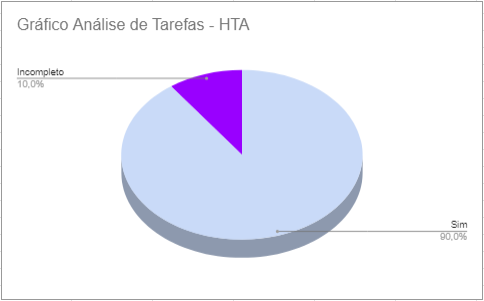 Gráfico Análise de Tarefas - HTA
Incompleto
10,0%
Sim
90,0%